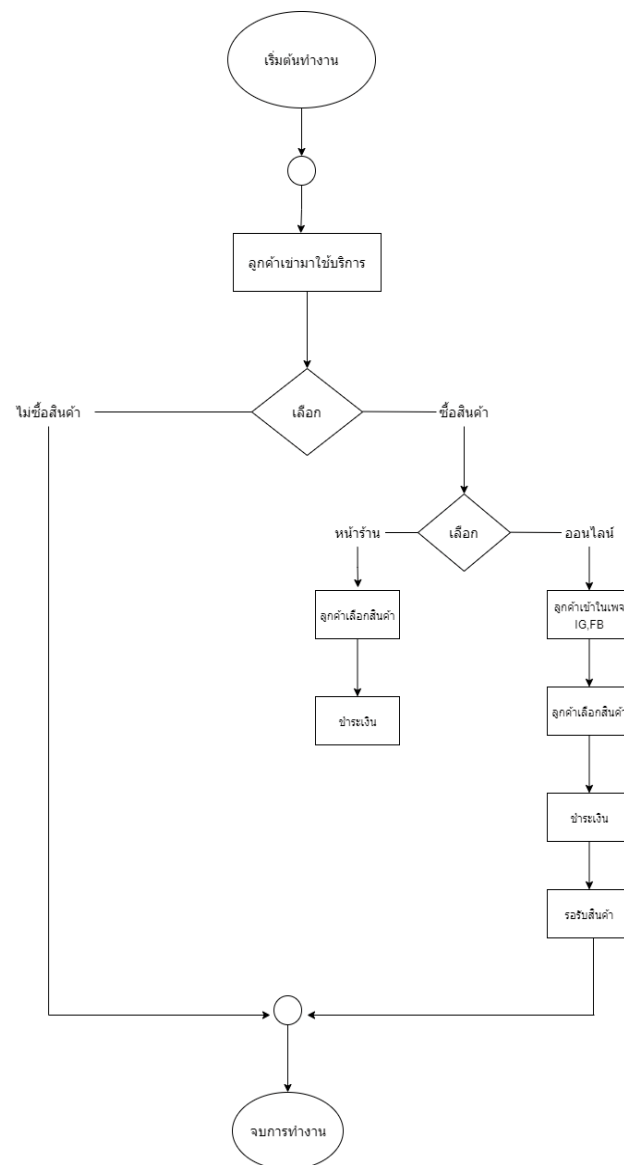 เริ่มต้นทำงาน
ลูกค้าเข่ามาใช้บริการ
ไม่ซื้อสินค้า
เลือก
ซื้อสินค้า
หน้าร้าน
เลือก
ออนไลน์
ลูกค้าเลือกสินค้า
ลูกค้าเข้าในเพจ
IG,FB
ชำระเงิน
ลูกค้าเลือกสินค้า
ชำระเงิน
รอรับสินค้า
จบการทำงาน